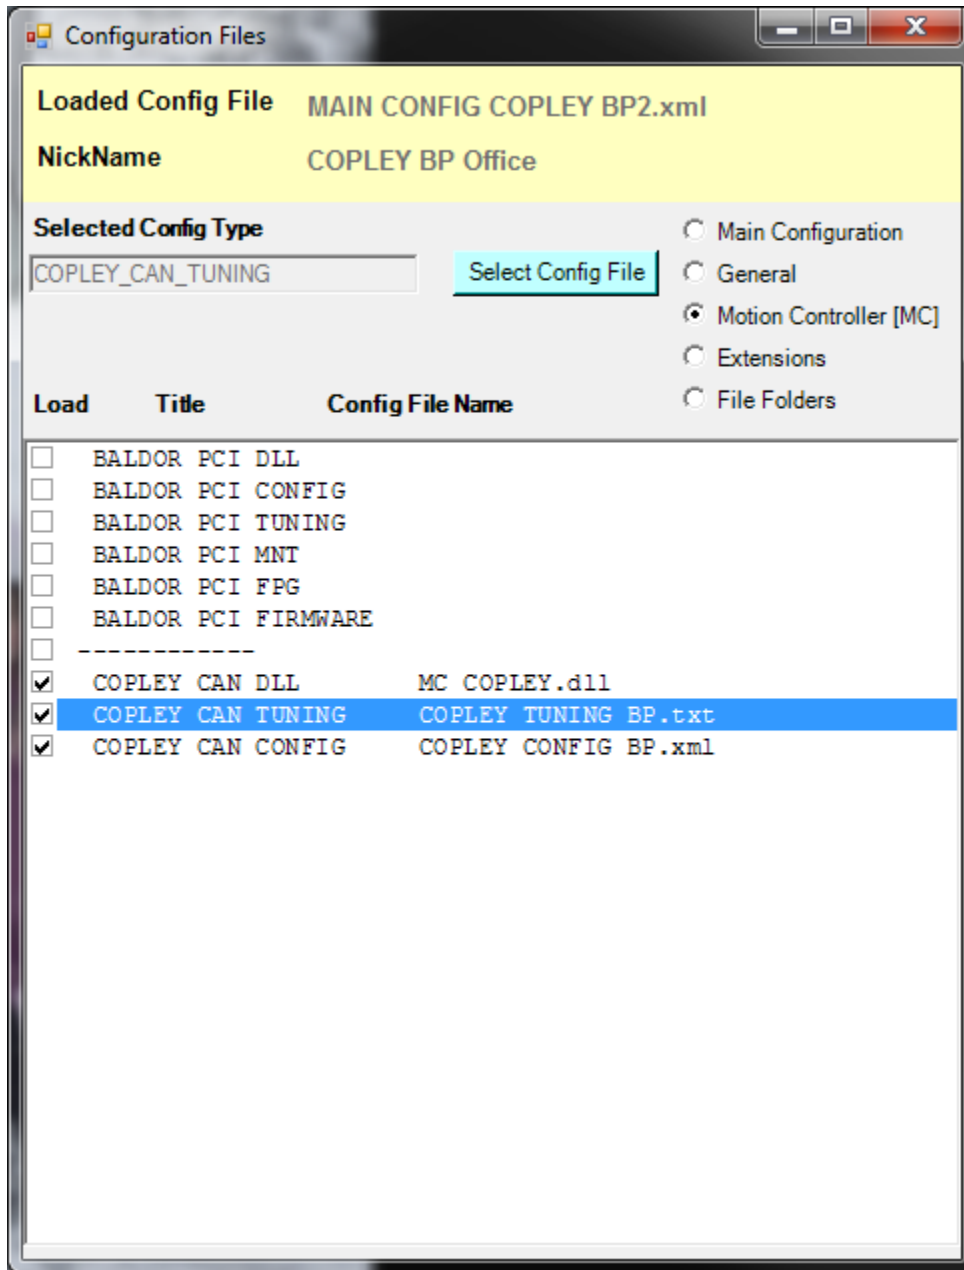 Configuration Files
Loaded Config File MAIN CONFIG COPLEY BP2.xml
NickName COPLEY BP Office
Selected Config Type
Main Configuration
COPLEY_CAN_TUNING Select Config File General
Motion Controller [MC]
Extensions
File Folders
Load Title Config File Name
BALDOR PCI DLL
BALDOR PCI CONFIG
BALDOR PCI TUNING
BALDOR PCI MNT
BALDOR PCI FPG
BALDOR PCI FIRMWARE
------------
COPLEY CAN DLL MC COPLEY.dll
COPLEY CAN TUNING COPLEY TUNING BP.txt
COPLEY CAN CONFIG COPLEY CONFIG BP.xml